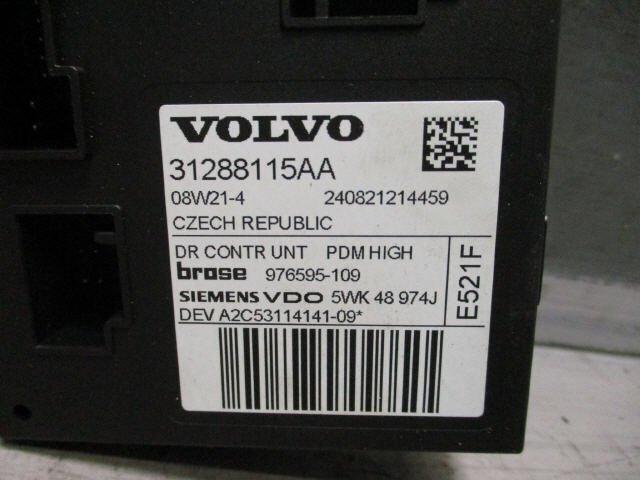 VOLVO
31288115AA
08W21-4 240821214459
CZECH REPUBLIC
DR CONTR UNT PDM HIGH
brose 976595-109
SIEMENS VDO 5WK 48 974J
DEV A2C53114141-09*
E521F